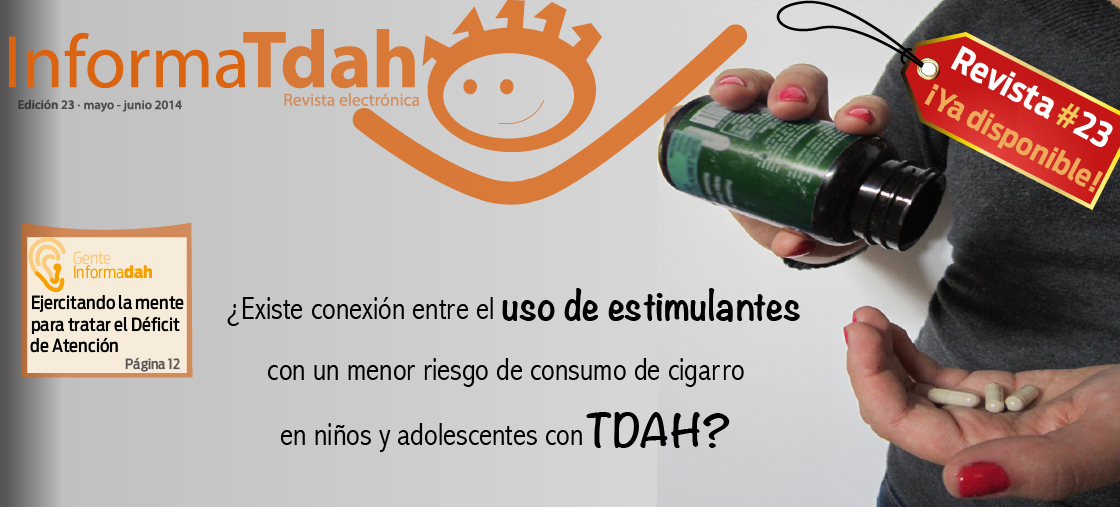 InformaTdah
Revista electrónica
Edición 23 · mayo - junio 2014
Revista #23
¡Ya disponible!
Gente
Informadah
Ejercitando la mente
para tratar el Déficit
de Atención
Página 12
¿Existe conexión entre el uso de estimulantes
con un menor riesgo de consumo de cigarro
en niños y adolescentes con TDAH?